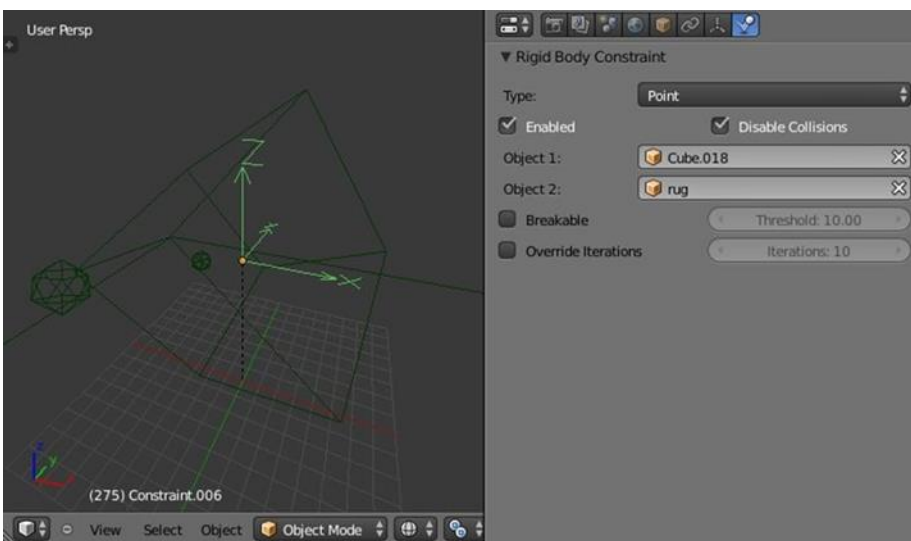 User Persp
Z
X
z
y
(275) Constraint.006
View Select Object Object Mode
Rigid Body Constraint
Type: Point
Enabled Disable Collisions
Object 1: Cube.018
Object 2: rug
Breakable Threshold: 10.00
Override Iterations Iterations: 10